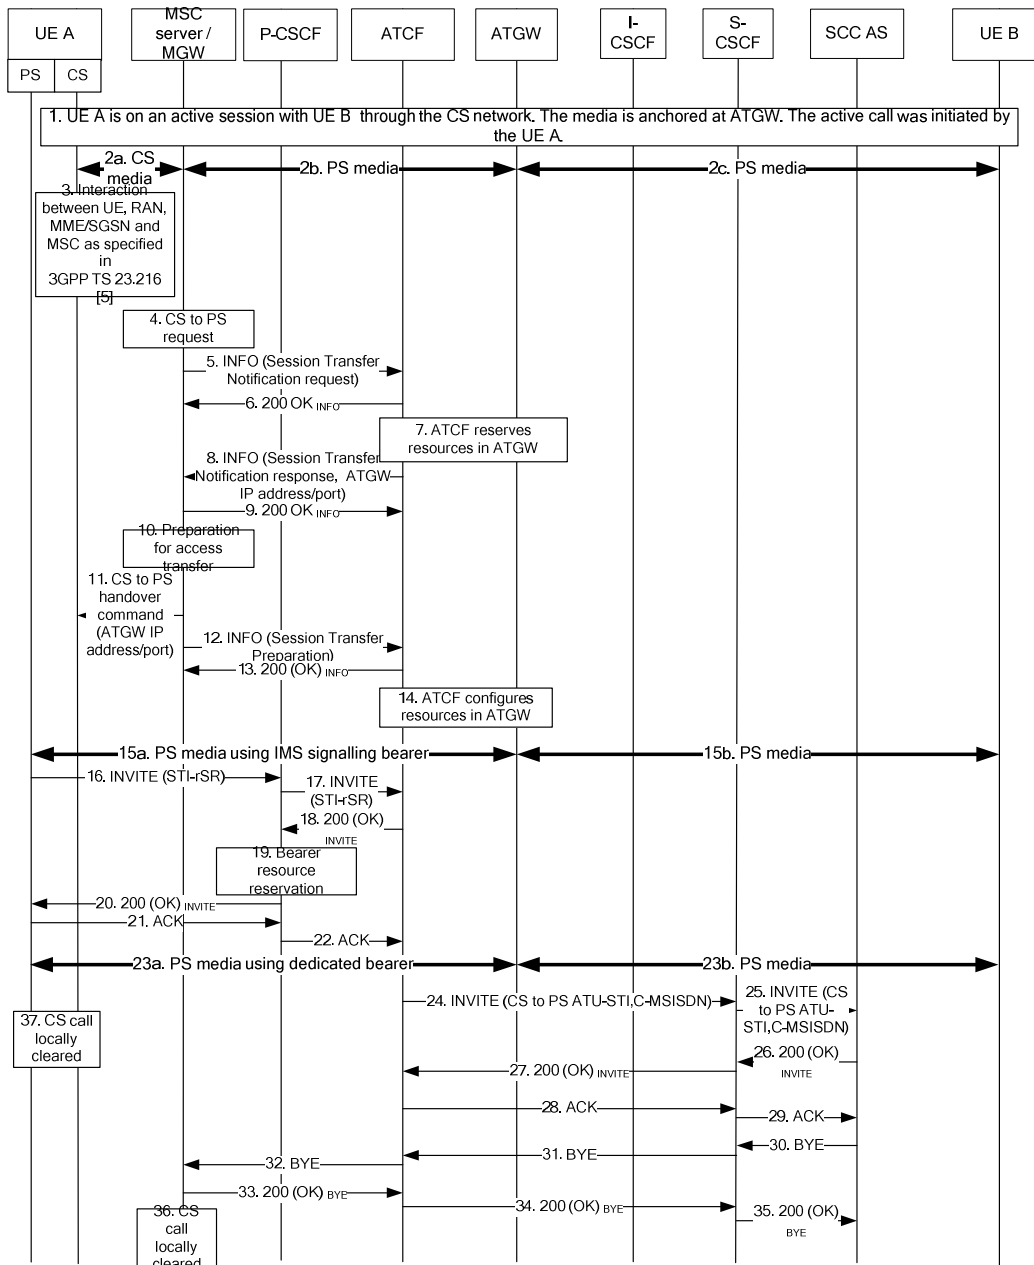 UE A
MSC
server /
MGW
P-CSCF
ATCF
ATGW
I-
CSCF
S-
CSCF
SCC AS
UE B
PS
CS
1. UE A is on an active session with UE B through the CS network. The media is anchored at ATGW. The active call was initiated by
the UE A.
2a. CS
media
2b. PS media
2c. PS media
3. Interaction
between UE, RAN,
MME/SGSN and
MSC as specified
in
3GPP TS 23.216
[5]
4. CS to PS
request
5. INFO (Session Transfer
Notification request)
6. 200 OK INFO
7. ATCF reserves
resources in ATGW
8. INFO (Session Transfer
Notification response, ATGW
IP address/port)
9. 200 OK INFO
10. Preparation
for access
transfer
11. CS to PS
handover
command
(ATGW IP
address/port)
12. INFO (Session Transfer
Preparation)
13. 200 (OK) INFO
14. ATCF configures
resources in ATGW
15a. PS media using IMS signalling bearer
15b. PS media
16. INVITE (STI-rSR)
17. INVITE
(STI-rSR)
18. 200 (OK)
INVITE
19. Bearer
resource
reservation
20. 200 (OK) INVITE
21. ACK
22. ACK
23a. PS media using dedicated bearer
23b. PS media
24. INVITE (CS to PS ATU-STI,C-MSISDN)
25. INVITE (CS
to PS ATU-
STI,C-MSISDN)
37. CS call
locally
cleared
26. 200 (OK)
INVITE
27. 200 (OK) INVITE
28. ACK
29. ACK
30. BYE
31. BYE
32. BYE
33. 200 (OK) BYE
34. 200 (OK) BYE
35. 200 (OK)
BYE
36. CS
call
locally
cleared